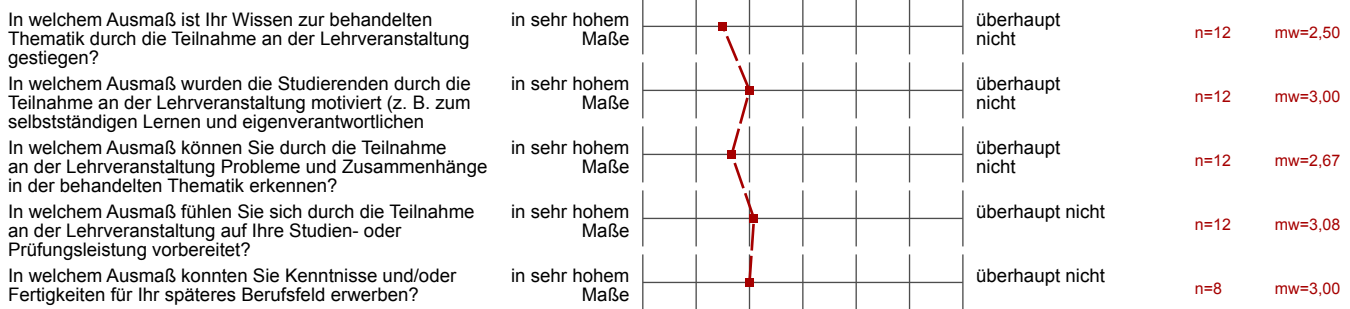 In welchem Ausmaß ist Ihr Wissen zur behandelten
Thematik durch die Teilnahme an der Lehrveranstaltung
gestiegen?
in sehr hohem
Maße
überhaupt
nicht
n=12
mw=2,50
In welchem Ausmaß wurden die Studierenden durch die
Teilnahme an der Lehrveranstaltung motiviert (z. B. zum
selbstständigen Lernen und eigenverantwortlichen
in sehr hohem
Maße
überhaupt
nicht
n=12
mw=3,00
In welchem Ausmaß können Sie durch die Teilnahme
an der Lehrveranstaltung Probleme und Zusammenhänge
in der behandelten Thematik erkennen?
in sehr hohem
Maße
überhaupt
nicht
n=12
mw=2,67
In welchem Ausmaß fühlen Sie sich durch die Teilnahme
an der Lehrveranstaltung auf Ihre Studien- oder
Prüfungsleistung vorbereitet?
in sehr hohem
Maße
überhaupt nicht
n=12
mw=3,08
In welchem Ausmaß konnten Sie Kenntnisse und/oder
Fertigkeiten für Ihr späteres Berufsfeld erwerben?
in sehr hohem
Maße
überhaupt nicht
n=8
mw=3,00